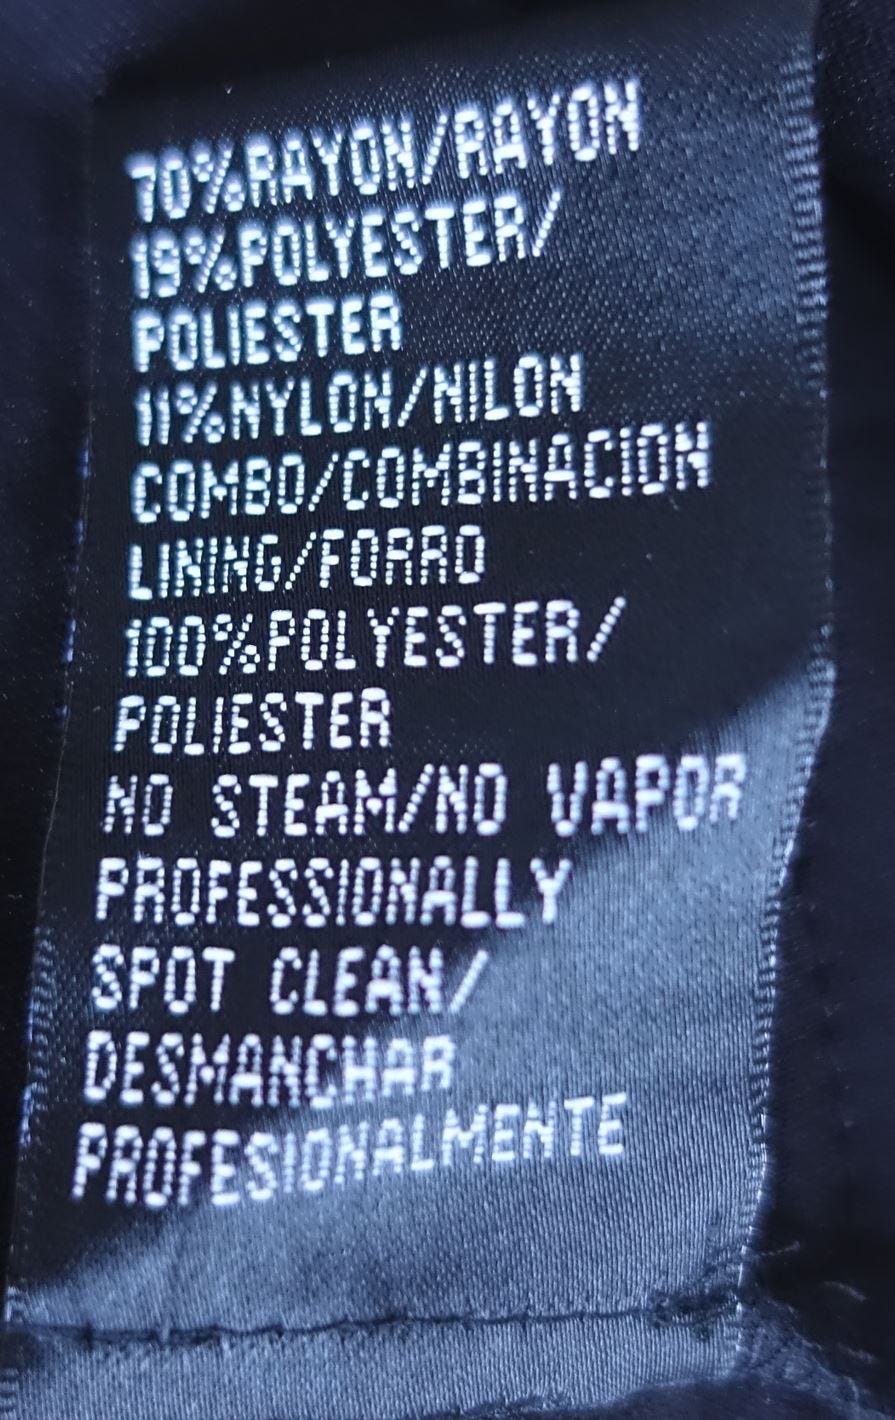 70%RAYON/RAYON
19%POLYESTER/
POLIESTER
11%NYLON/NILON
COMBO/COMBINACION
LINING/FORRO
100%POLYESTER/
POLIESTER
NO STEAM/NO VAPOR
PROFESSIONALLY
SPOT CLEAN/
DESMANCHAR
PROFESIONALMENTE